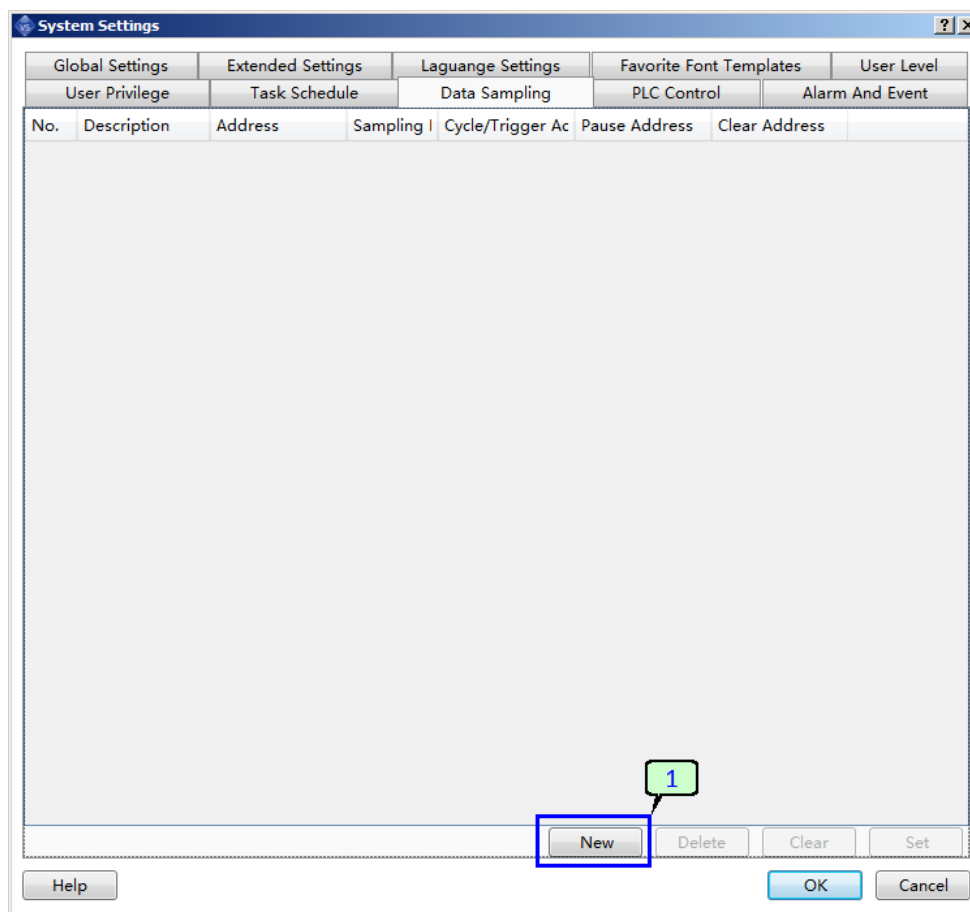 System Settings
Global Settings Extended Settings Laguange Settings Favorite Font Templates User Level
User Privilege Task Schedule Data Sampling PLC Control Alarm And Event
No. Description Address Sampling Cycle/Trigger Ac Pause Address Clear Address
1
New Delete Clear Set
Help OK Cancel